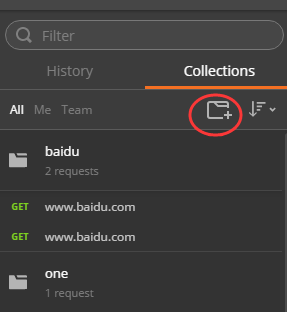 Filter
History Collections
All Me Team
baidu
2 requests
GET www.baidu.com
GET www.baidu.com
one
1 request